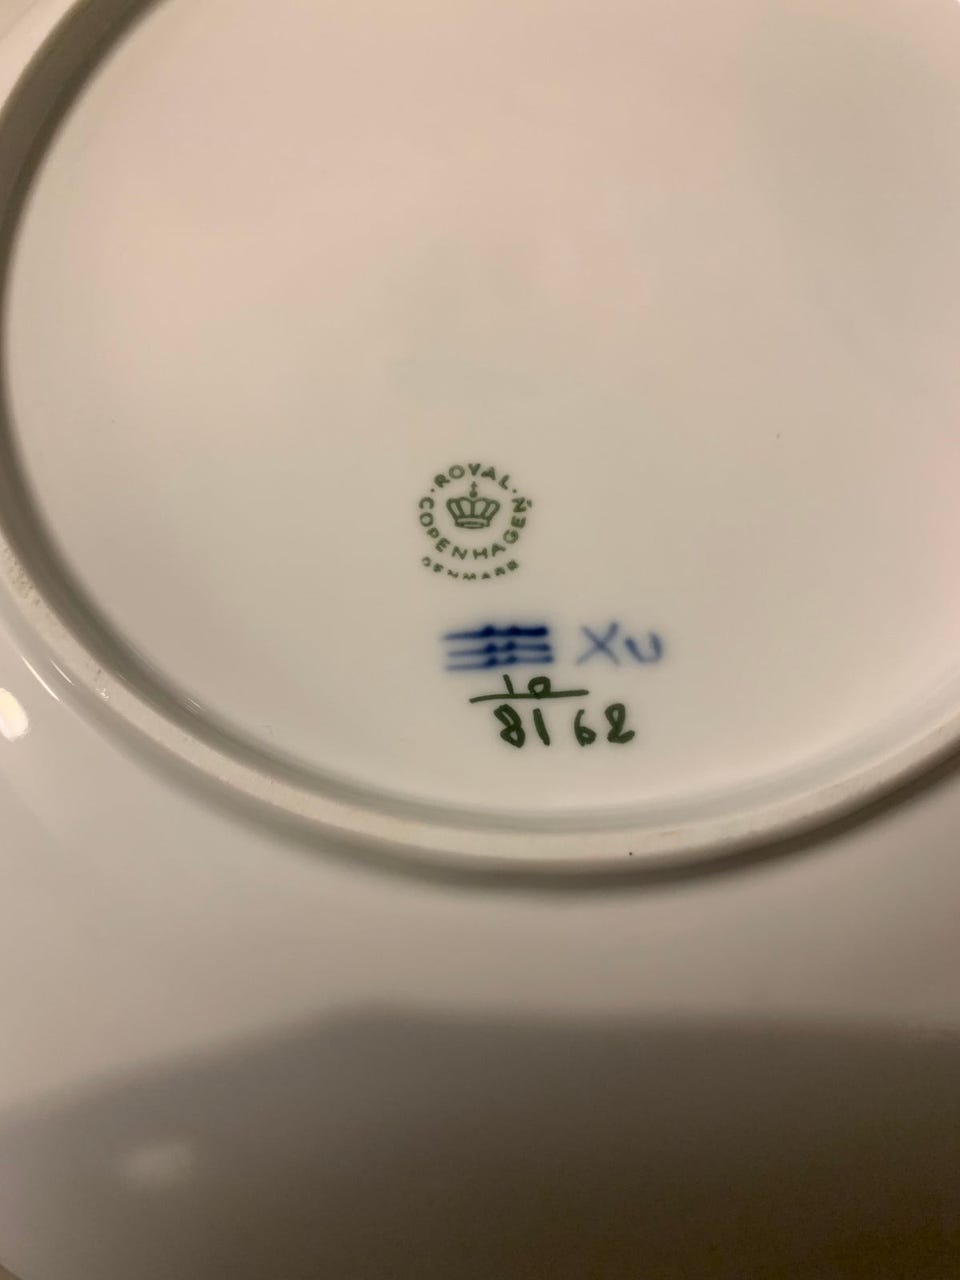 ROYAL
COPENHAGEN
DENMARK
XU
10
8162